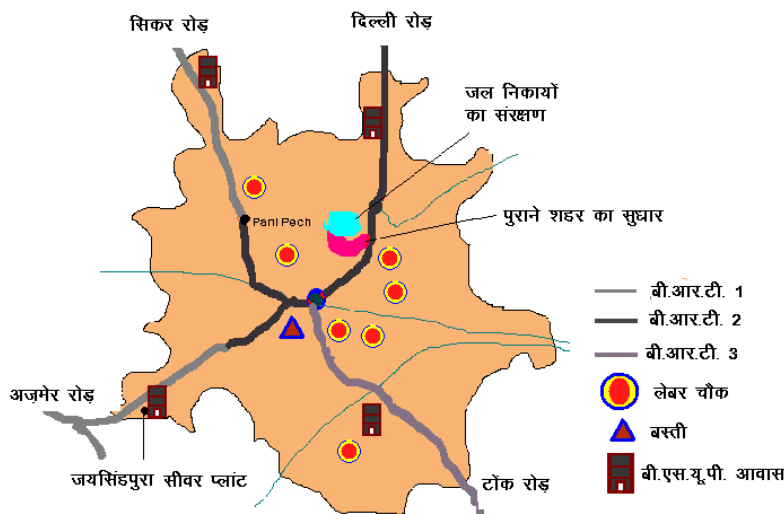 सिकर रोड़
दिल्ली रोड़
जल निकायों
का संरक्षण
Pani Pech
पुराने शहर का सुधार
बी.आर.टी. 1
बी.आर.टी. 2
बी.आर.टी. 3
लेबर चौक
बस्ती
बी.एस.यू.पी. आवास
अज़मेर रोड़
जयसिंहपुरा सीवर प्लांट
टोंक रोड़